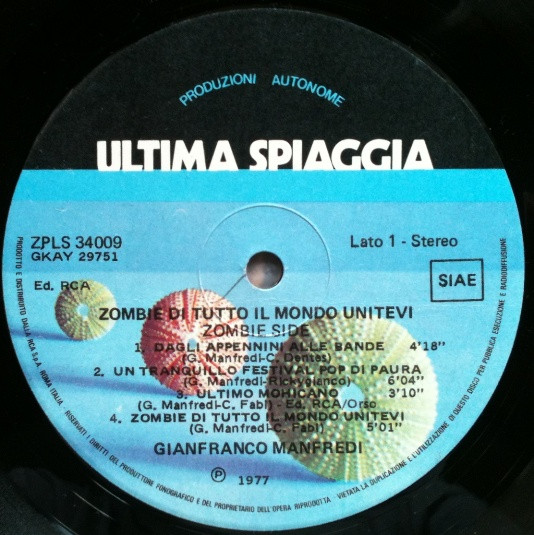 PRODUZIONI AUTONOME
ULTIMA SPIAGGIA
ZPLS 34009
GKAY 29751
Lato 1 - Stereo
SIAE
Ed. RCA
ZOMBIE DI TUTTO IL MONDO UNITEVI
ZOMBIE SIDE
1. DAGLI APPENNINI ALLE BANDE 4'18"
(G. Manfredi-C. Dentes)
2. UN TRANQUILLO FESTIVAL POP DI PAURA
(G. Manfredi-Rickygianco) 6'04"
3. ULTIMO MOHICANO 3'10"
(G. Manfredi-C. Fabi) - Ed. RCA/Orso
4. ZOMBIE DI TUTTO IL MONDO UNITEVI
(G. Manfredi-C. Fabi) 5'01"
GIANFRANCO MANFREDI
Ⓟ 1977
PRODOTTO E DISTRIBUITO DALLA RCA S.p.A. ROMA ITALIA - RISERVATI I DIRITTI DEL PRODUTTORE FONOGRAFICO E DEL PROPRIETARIO DELL'OPERA RIPRODOTTA - VIETATA LA DUPLICAZIONE E L'UTILIZZAZIONE DI QUESTO DISCO PER PUBBLICA ESECUZIONE E RADIODIFFUSIONE